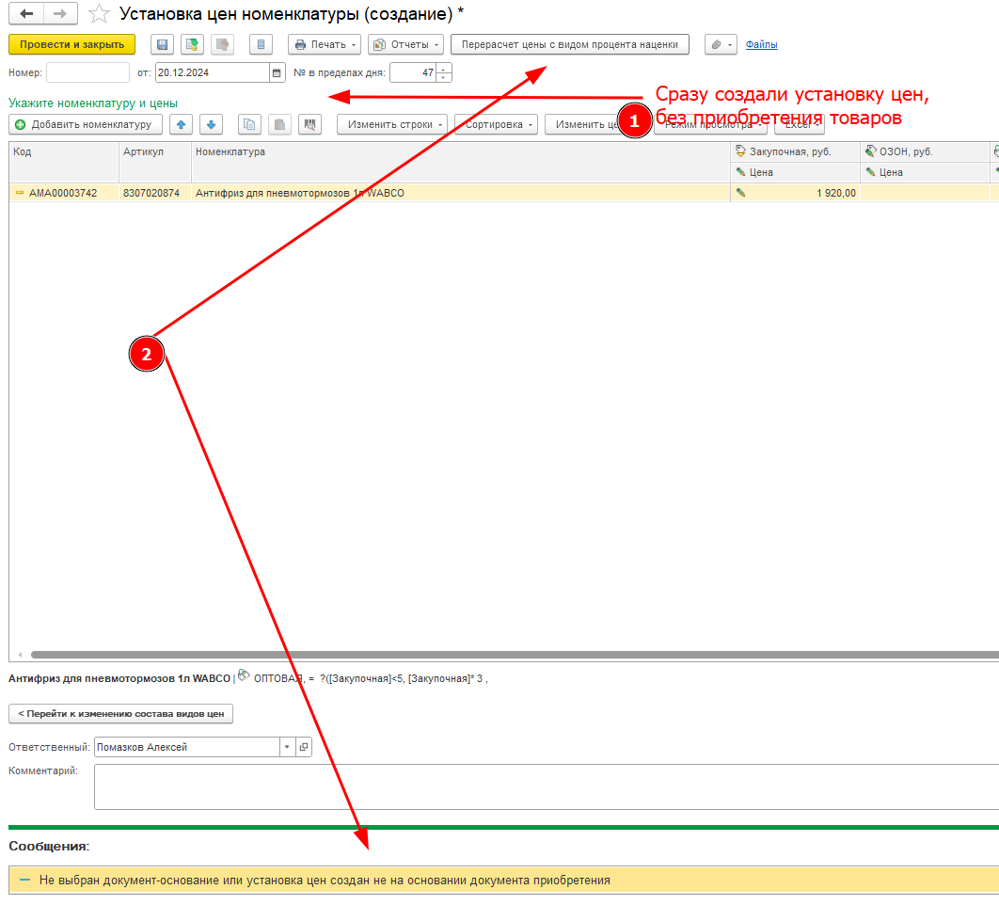 Установка цен номенклатуры (создание) *
Провести и закрыть
Печать
Отчеты
Перерасчет цены с видом процента наценки
Файлы
Номер:
от: 20.12.2024
№ в пределах дня: 47
Сразу создали установку цен,
без приобретения товаров
Укажите номенклатуру и цены
Добавить номенклатуру
Изменить строки
Сортировка
Изменить це
1
Режим просмотра
Excel
Код
Артикул
Номенклатура
Закупочная, руб.
ОЗОН, руб.
Цена
Цена
АМА00003742
8307020874
Антифриз для пневмотормозов 1л WABCO
1 920,00
2
Антифриз для пневмотормозов 1л WABCO | ОПТОВАЯ, = ?([Закупочная]<5, [Закупочная]* 3 ,
< Перейти к изменению состава видов цен
Ответственный: Помазков Алексей
Комментарий:
Сообщения:
Не выбран документ-основание или установка цен создан не на основании документа приобретения